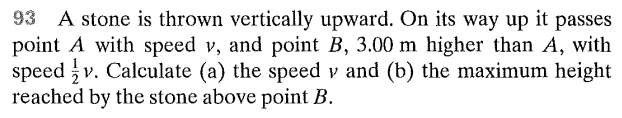 93 A stone is thrown vertically upward. On its way up it passes
point A with speed v, and point B, 3.00 m higher than A, with
speed ½v. Calculate (a) the speed v and (b) the maximum height
reached by the stone above point B.